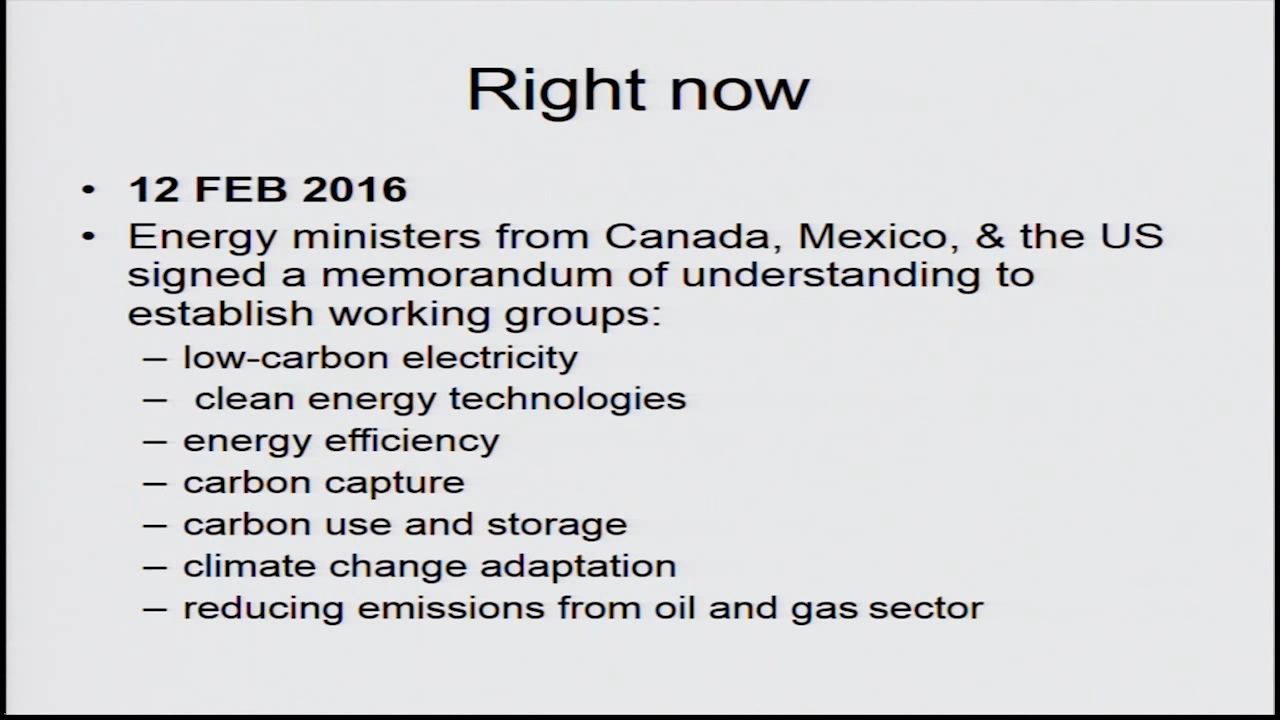 Right now
• 12 FEB 2016
• Energy ministers from Canada, Mexico, & the US
signed a memorandum of understanding to
establish working groups:
– low-carbon electricity
– clean energy technologies
– energy efficiency
– carbon capture
– carbon use and storage
– climate change adaptation
– reducing emissions from oil and gas sector